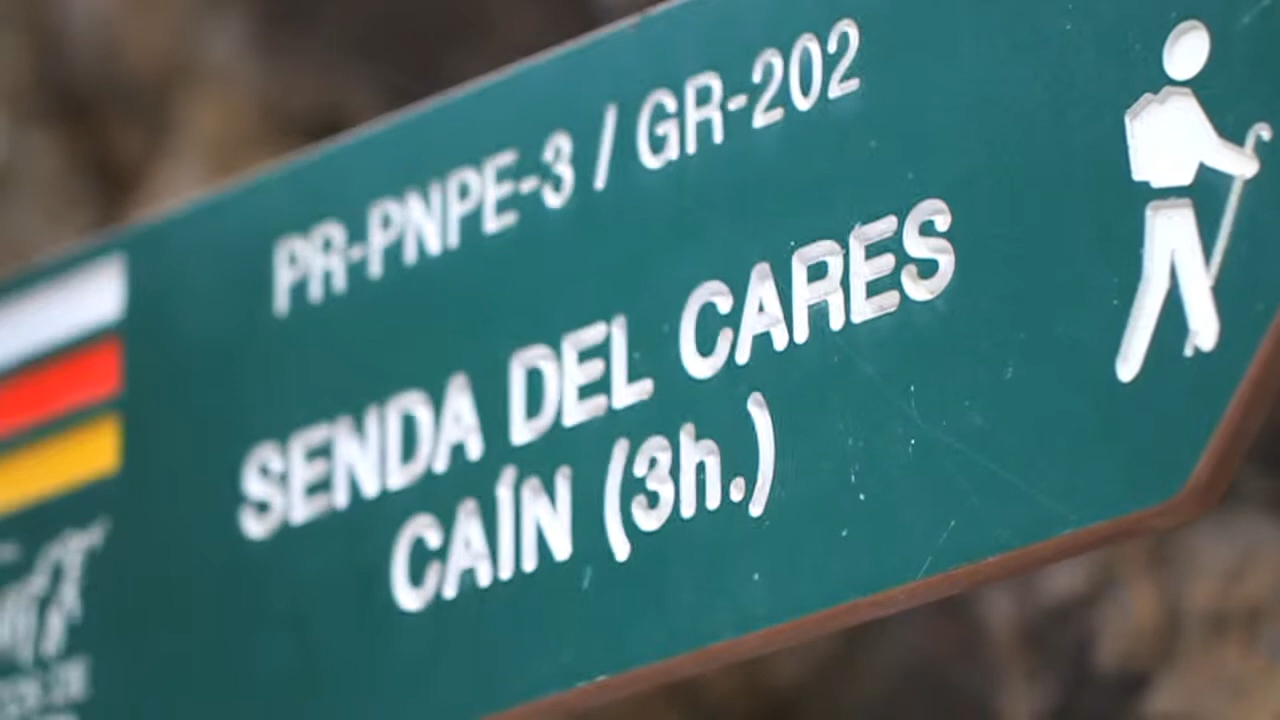 PR-PNPE-3 / GR-202
SENDA DEL CARES
CAÍN (3h.)